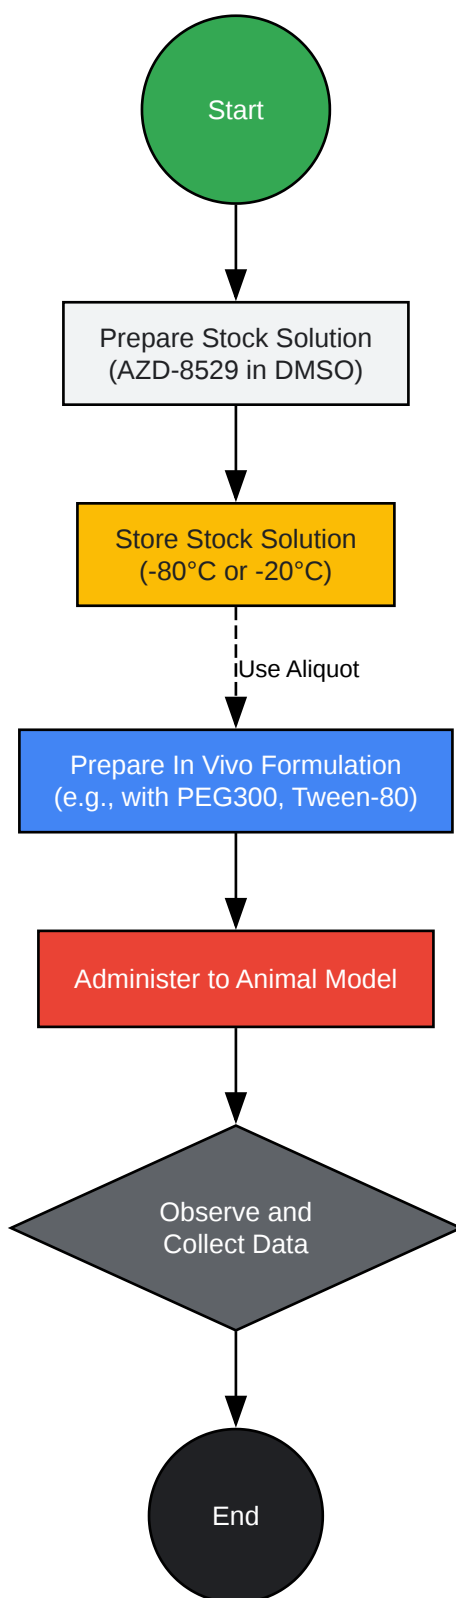 Start
Prepare Stock Solution
(AZD-8529 in DMSO)
Store Stock Solution
(-80°C or -20°C)
Use Aliquot
Prepare In Vivo Formulation
(e.g., with PEG300, Tween-80)
Administer to Animal Model
Observe and
Collect Data
End